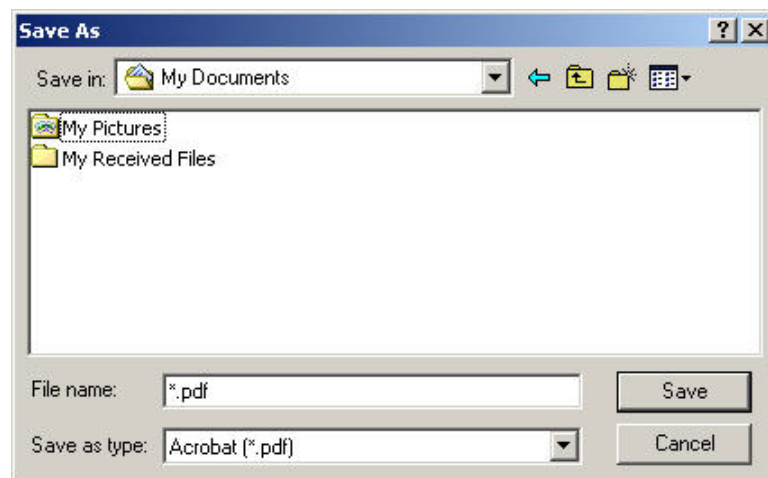 Save As
Save in: My Documents
My Pictures
My Received Files
File name: *.pdf Save
Save as type: Acrobat (*.pdf) Cancel